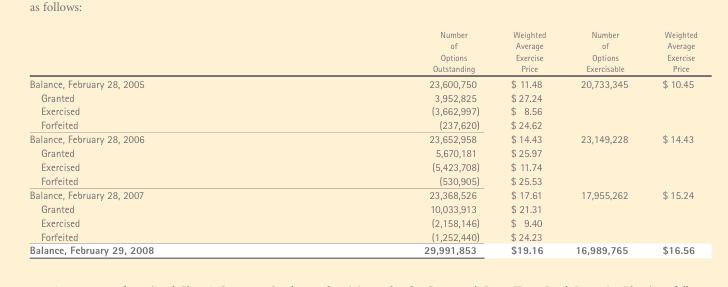 as follows:
Number Weighted Number Weighted
of Average of Average
Options Exercise Options Exercise
Outstanding Price Exercisable Price
Balance, February 28, 2005 23,600,750 $ 11.48 20,733,345 $ 10.45
Granted 3,952,825 $ 27.24
Exercised (3,662,997) $ 8.56
Forfeited (237,620) $ 24.62
Balance, February 28, 2006 23,652,958 $ 14.43 23,149,228 $ 14.43
Granted 5,670,181 $ 25.97
Exercised (5,423,708) $ 11.74
Forfeited (530,905) $ 25.53
Balance, February 28, 2007 23,368,526 $ 17.61 17,955,262 $ 15.24
Granted 10,033,913 $ 21.31
Exercised (2,158,146) $ 9.40
Forfeited (1,252,440) $ 24.23
Balance, February 29, 2008 29,991,853 $19.16 16,989,765 $16.56